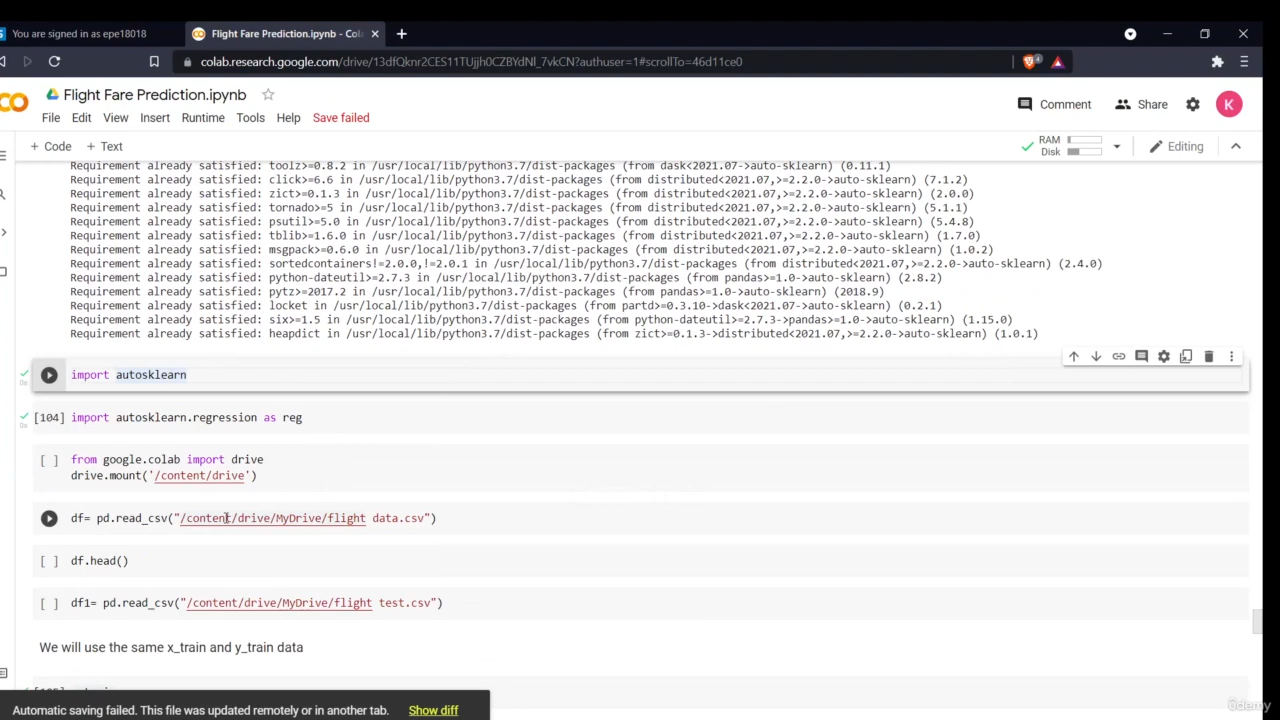 You are signed in as epe18018
Flight Fare Prediction.ipynb - Cola
colab.research.google.com/drive/13dfQknr2CES11TUjjh0CZBYdNl_7vkCN?authuser=1#scrollTo=46d11ce0
Flight Fare Prediction.ipynb
Comment
Share
K
File Edit View Insert Runtime Tools Help Save failed
+ Code + Text
RAM
Disk
Editing
Requirement already satisfied: toolz>=0.8.2 in /usr/local/lib/python3.7/dist-packages (from dask<2021.07->auto-sklearn) (0.11.1)
Requirement already satisfied: click>=6.6 in /usr/local/lib/python3.7/dist-packages (from distributed<2021.07,>=2.2.0->auto-sklearn) (7.1.2)
Requirement already satisfied: zict>=0.1.3 in /usr/local/lib/python3.7/dist-packages (from distributed<2021.07,>=2.2.0->auto-sklearn) (2.0.0)
Requirement already satisfied: tornado>=5 in /usr/local/lib/python3.7/dist-packages (from distributed<2021.07,>=2.2.0->auto-sklearn) (5.1.1)
Requirement already satisfied: psutil>=5.0 in /usr/local/lib/python3.7/dist-packages (from distributed<2021.07,>=2.2.0->auto-sklearn) (5.4.8)
Requirement already satisfied: tblib>=1.6.0 in /usr/local/lib/python3.7/dist-packages (from distributed<2021.07,>=2.2.0->auto-sklearn) (1.7.0)
Requirement already satisfied: msgpack>=0.6.0 in /usr/local/lib/python3.7/dist-packages (from distributed<2021.07,>=2.2.0->auto-sklearn) (1.0.2)
Requirement already satisfied: sortedcontainers!=2.0.0,!=2.0.1 in /usr/local/lib/python3.7/dist-packages (from distributed<2021.07,>=2.2.0->auto-sklearn) (2.4.0)
Requirement already satisfied: python-dateutil>=2.7.3 in /usr/local/lib/python3.7/dist-packages (from pandas>=1.0->auto-sklearn) (2.8.2)
Requirement already satisfied: pytz>=2017.2 in /usr/local/lib/python3.7/dist-packages (from pandas>=1.0->auto-sklearn) (2018.9)
Requirement already satisfied: locket in /usr/local/lib/python3.7/dist-packages (from partd>=0.3.10->dask<2021.07->auto-sklearn) (0.2.1)
Requirement already satisfied: six>=1.5 in /usr/local/lib/python3.7/dist-packages (from python-dateutil>=2.7.3->pandas>=1.0->auto-sklearn) (1.15.0)
Requirement already satisfied: heapdict in /usr/local/lib/python3.7/dist-packages (from zict>=0.1.3->distributed<2021.07,>=2.2.0->auto-sklearn) (1.0.1)
import autosklearn
[104] import autosklearn.regression as reg
[ ] from google.colab import drive
drive.mount('/content/drive')
df= pd.read_csv("/content/drive/MyDrive/flight data.csv")
[ ] df.head()
[ ] df1= pd.read_csv("/content/drive/MyDrive/flight test.csv")
We will use the same x_train and y_train data
Automatic saving failed. This file was updated remotely or in another tab. Show diff
ûdemy